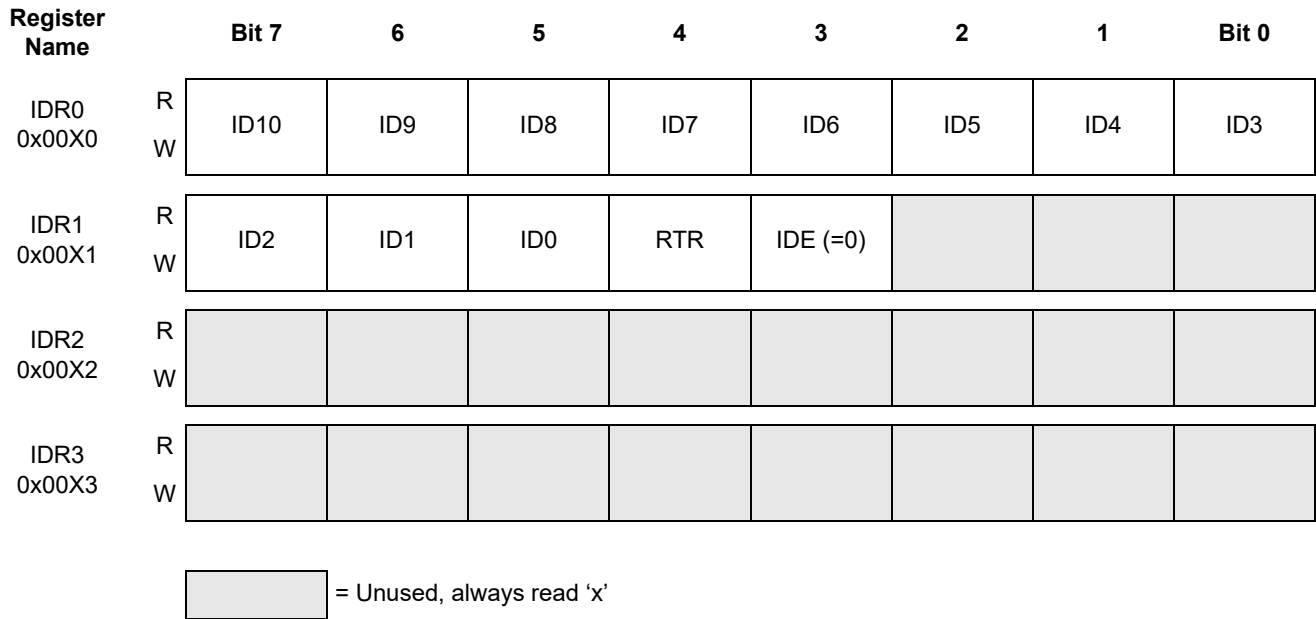 Register Name Bit 7 6 5 4 3 2 1 Bit 0
IDR0 0x00X0 R W ID10 ID9 ID8 ID7 ID6 ID5 ID4 ID3
IDR1 0x00X1 R W ID2 ID1 ID0 RTR IDE (=0)
IDR2 0x00X2 R W
IDR3 0x00X3 R W
= Unused, always read ‘x’